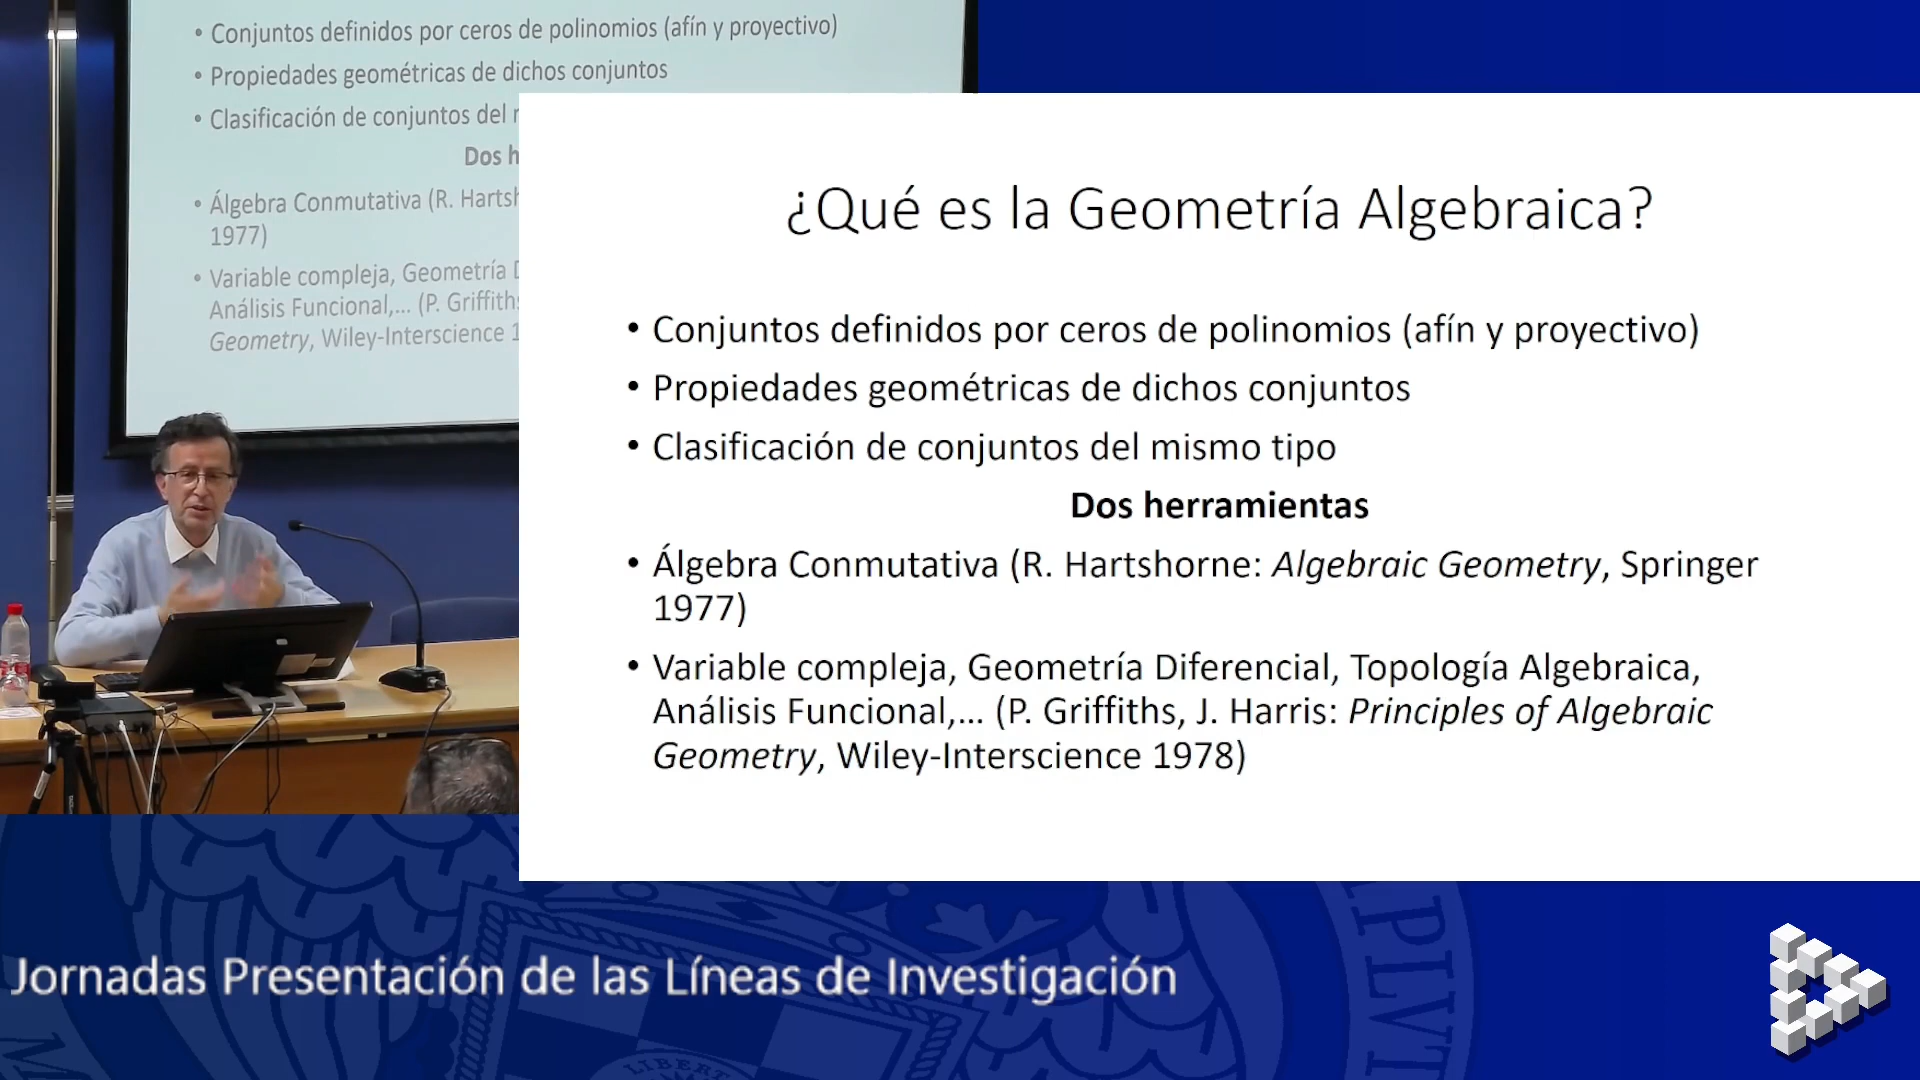 • Conjuntos definidos por ceros de polinomios (afín y proyectivo)
• Propiedades geométricas de dichos conjuntos
• Clasificación de conjuntos del
Dos
• Álgebra Conmutativa (R.
1977)
• Variable compleja, Geometría
Análisis Funcional,... (P. Griffiths
Geometry, Wiley-Interscience
¿Qué es la Geometría Algebraica?
• Conjuntos definidos por ceros de polinomios (afín y proyectivo)
• Propiedades geométricas de dichos conjuntos
• Clasificación de conjuntos del mismo tipo
Dos herramientas
• Álgebra Conmutativa (R. Hartshorne: Algebraic Geometry, Springer
1977)
• Variable compleja, Geometría Diferencial, Topología Algebraica,
Análisis Funcional,... (P. Griffiths, J. Harris: Principles of Algebraic
Geometry, Wiley-Interscience 1978)
Jornadas Presentación de las Líneas de Investigación